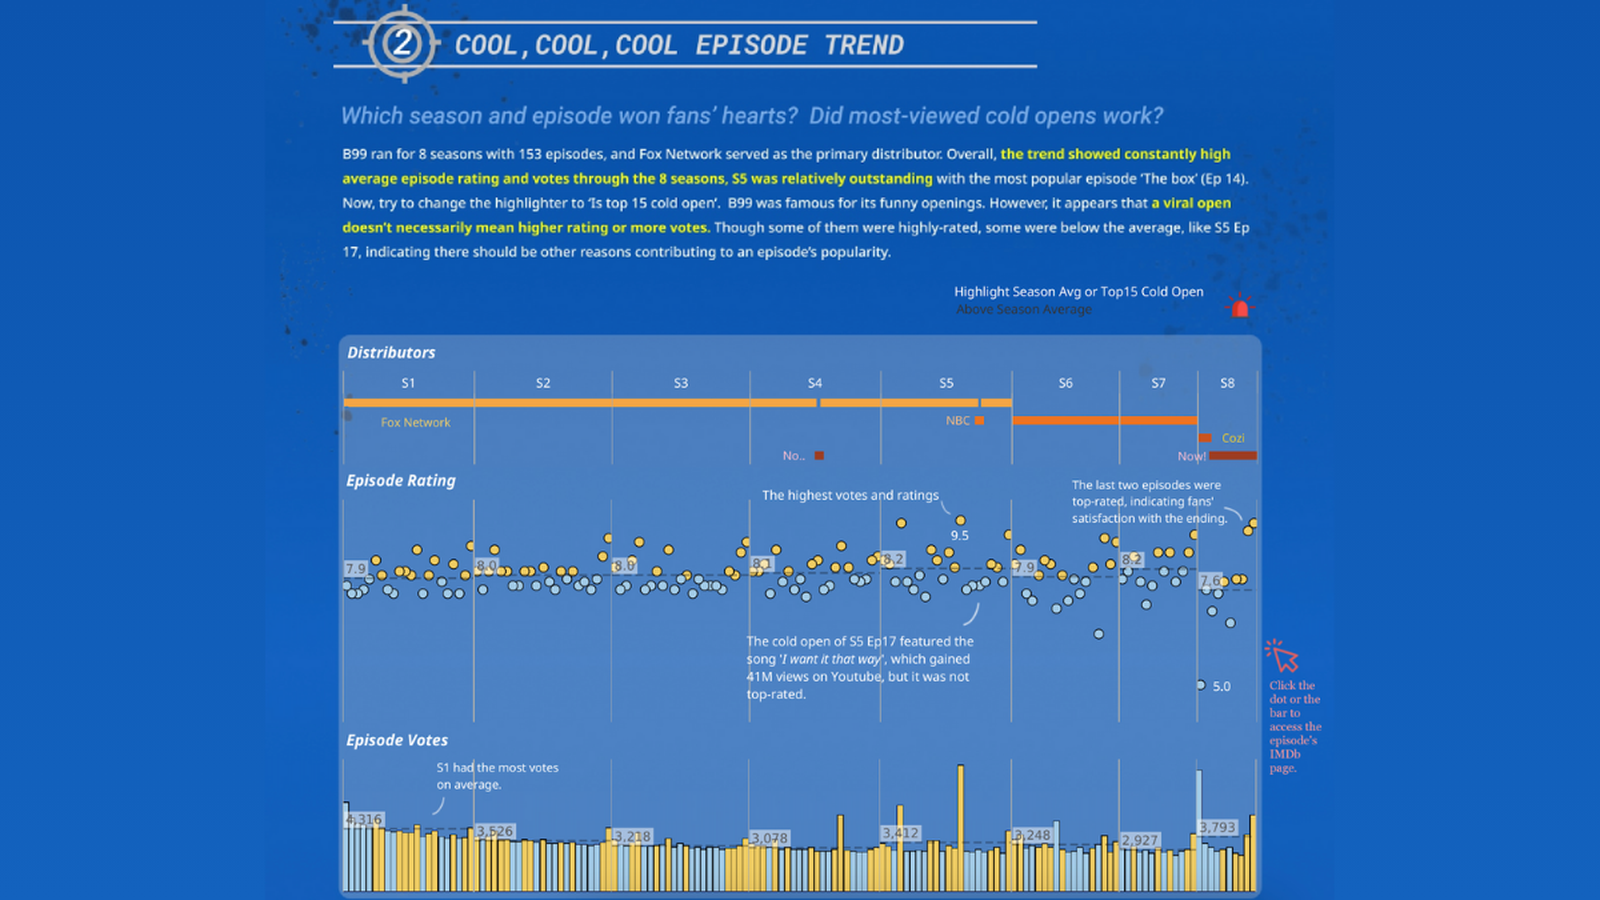 2
COOL,COOL,COOL EPISODE TREND
Which season and episode won fans' hearts? Did most-viewed cold opens work?
B99 ran for 8 seasons with 153 episodes, and Fox Network served as the primary distributor. Overall, the trend showed constantly high
average episode rating and votes through the 8 seasons, S5 was relatively outstanding with the most popular episode 'The box' (Ep 14).
Now, try to change the highlighter to 'Is top 15 cold open'. B99 was famous for its funny openings. However, it appears that a viral open
doesn't necessarily mean higher rating or more votes. Though some of them were highly-rated, some were below the average, like S5 Ep
17, indicating there should be other reasons contributing to an episode's popularity.
Highlight Season Avg or Top15 Cold Open
Above Season Average
Distributors
S1 S2 S3 S4 S5 S6 S7 S8
Fox Network
NBC
Cozi
No..
Now!
Episode Rating
The highest votes and ratings
The last two episodes were
top-rated, indicating fans'
satisfaction with the ending.
9.5
7.9 8.0 8.0 8.1 8.2 7.9 8.2 7.6
The cold open of S5 Ep17 featured the
song 'I want it that way', which gained
41M views on Youtube, but it was not
top-rated.
5.0
Click the
dot or the
bar to
access the
episode's
IMDb
page.
Episode Votes
S1 had the most votes
on average.
4,316 3,526 3,218 3,078 3,412 3,248 2,927 3,793